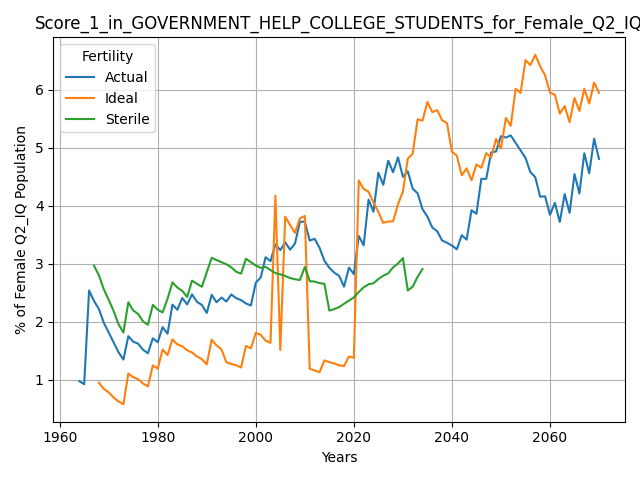 Score_1_in_GOVERNMENT_HELP_COLLEGE_STUDENTS_for_Female_Q2_IQ
Fertility
Actual
Ideal
Sterile
% of Female Q2_IQ Population
6
5
4
3
2
1
1960 1980 2000 2020 2040 2060
Years